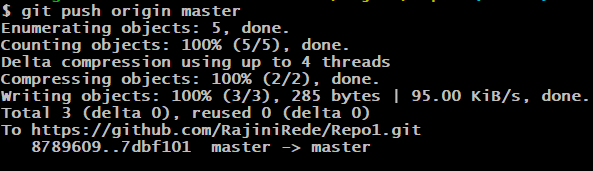 $ git push origin master
Enumerating objects: 5, done.
Counting objects: 100% (5/5), done.
Delta compression using up to 4 threads
Compressing objects: 100% (2/2), done.
Writing objects: 100% (3/3), 285 bytes | 95.00 KiB/s, done.
Total 3 (delta 0), reused 0 (delta 0)
To https://github.com/RajiniRede/Repo1.git
   8789609..7dbf101  master -> master